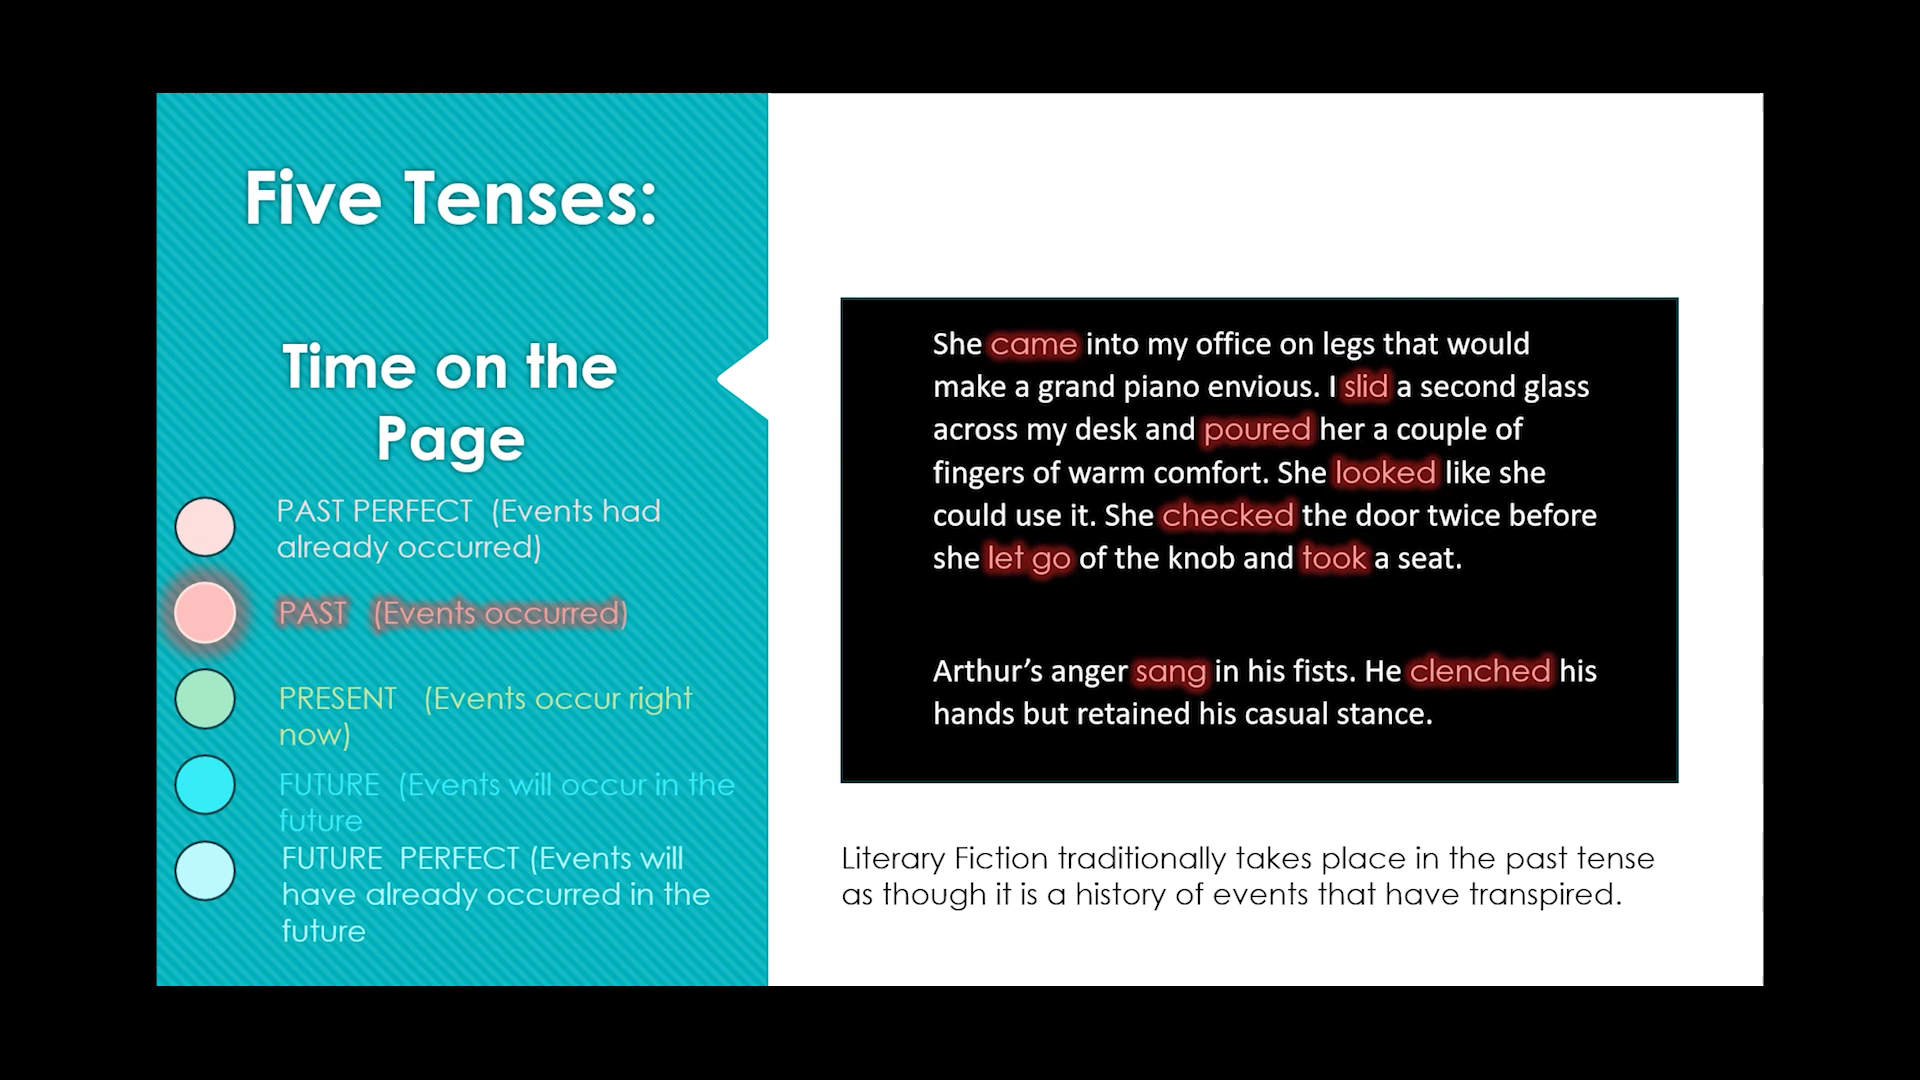 Five Tenses:
Time on the
Page
PAST PERFECT (Events had
already occurred)
PAST (Events occurred)
PRESENT (Events occur right
now)
FUTURE (Events will occur in the
future
FUTURE PERFECT (Events will
have already occurred in the
future
She came into my office on legs that would
make a grand piano envious. I slid a second glass
across my desk and poured her a couple of
fingers of warm comfort. She looked like she
could use it. She checked the door twice before
she let go of the knob and took a seat.
Arthur’s anger sang in his fists. He clenched his
hands but retained his casual stance.
Literary Fiction traditionally takes place in the past tense
as though it is a history of events that have transpired.